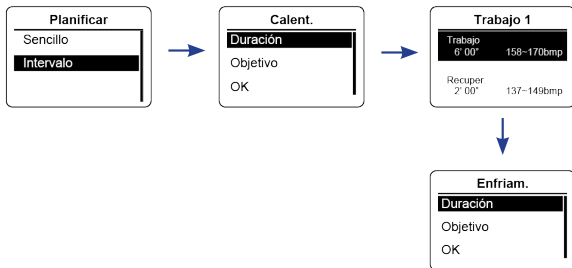 Planificar
Sencillo
Intervalo
Calent.
Duración
Objetivo
OK
Trabajo 1
Trabajo
6' 00" 158~170bmp
Recuper.
2' 00" 137~149bmp
Enfriam.
Duración
Objetivo
OK